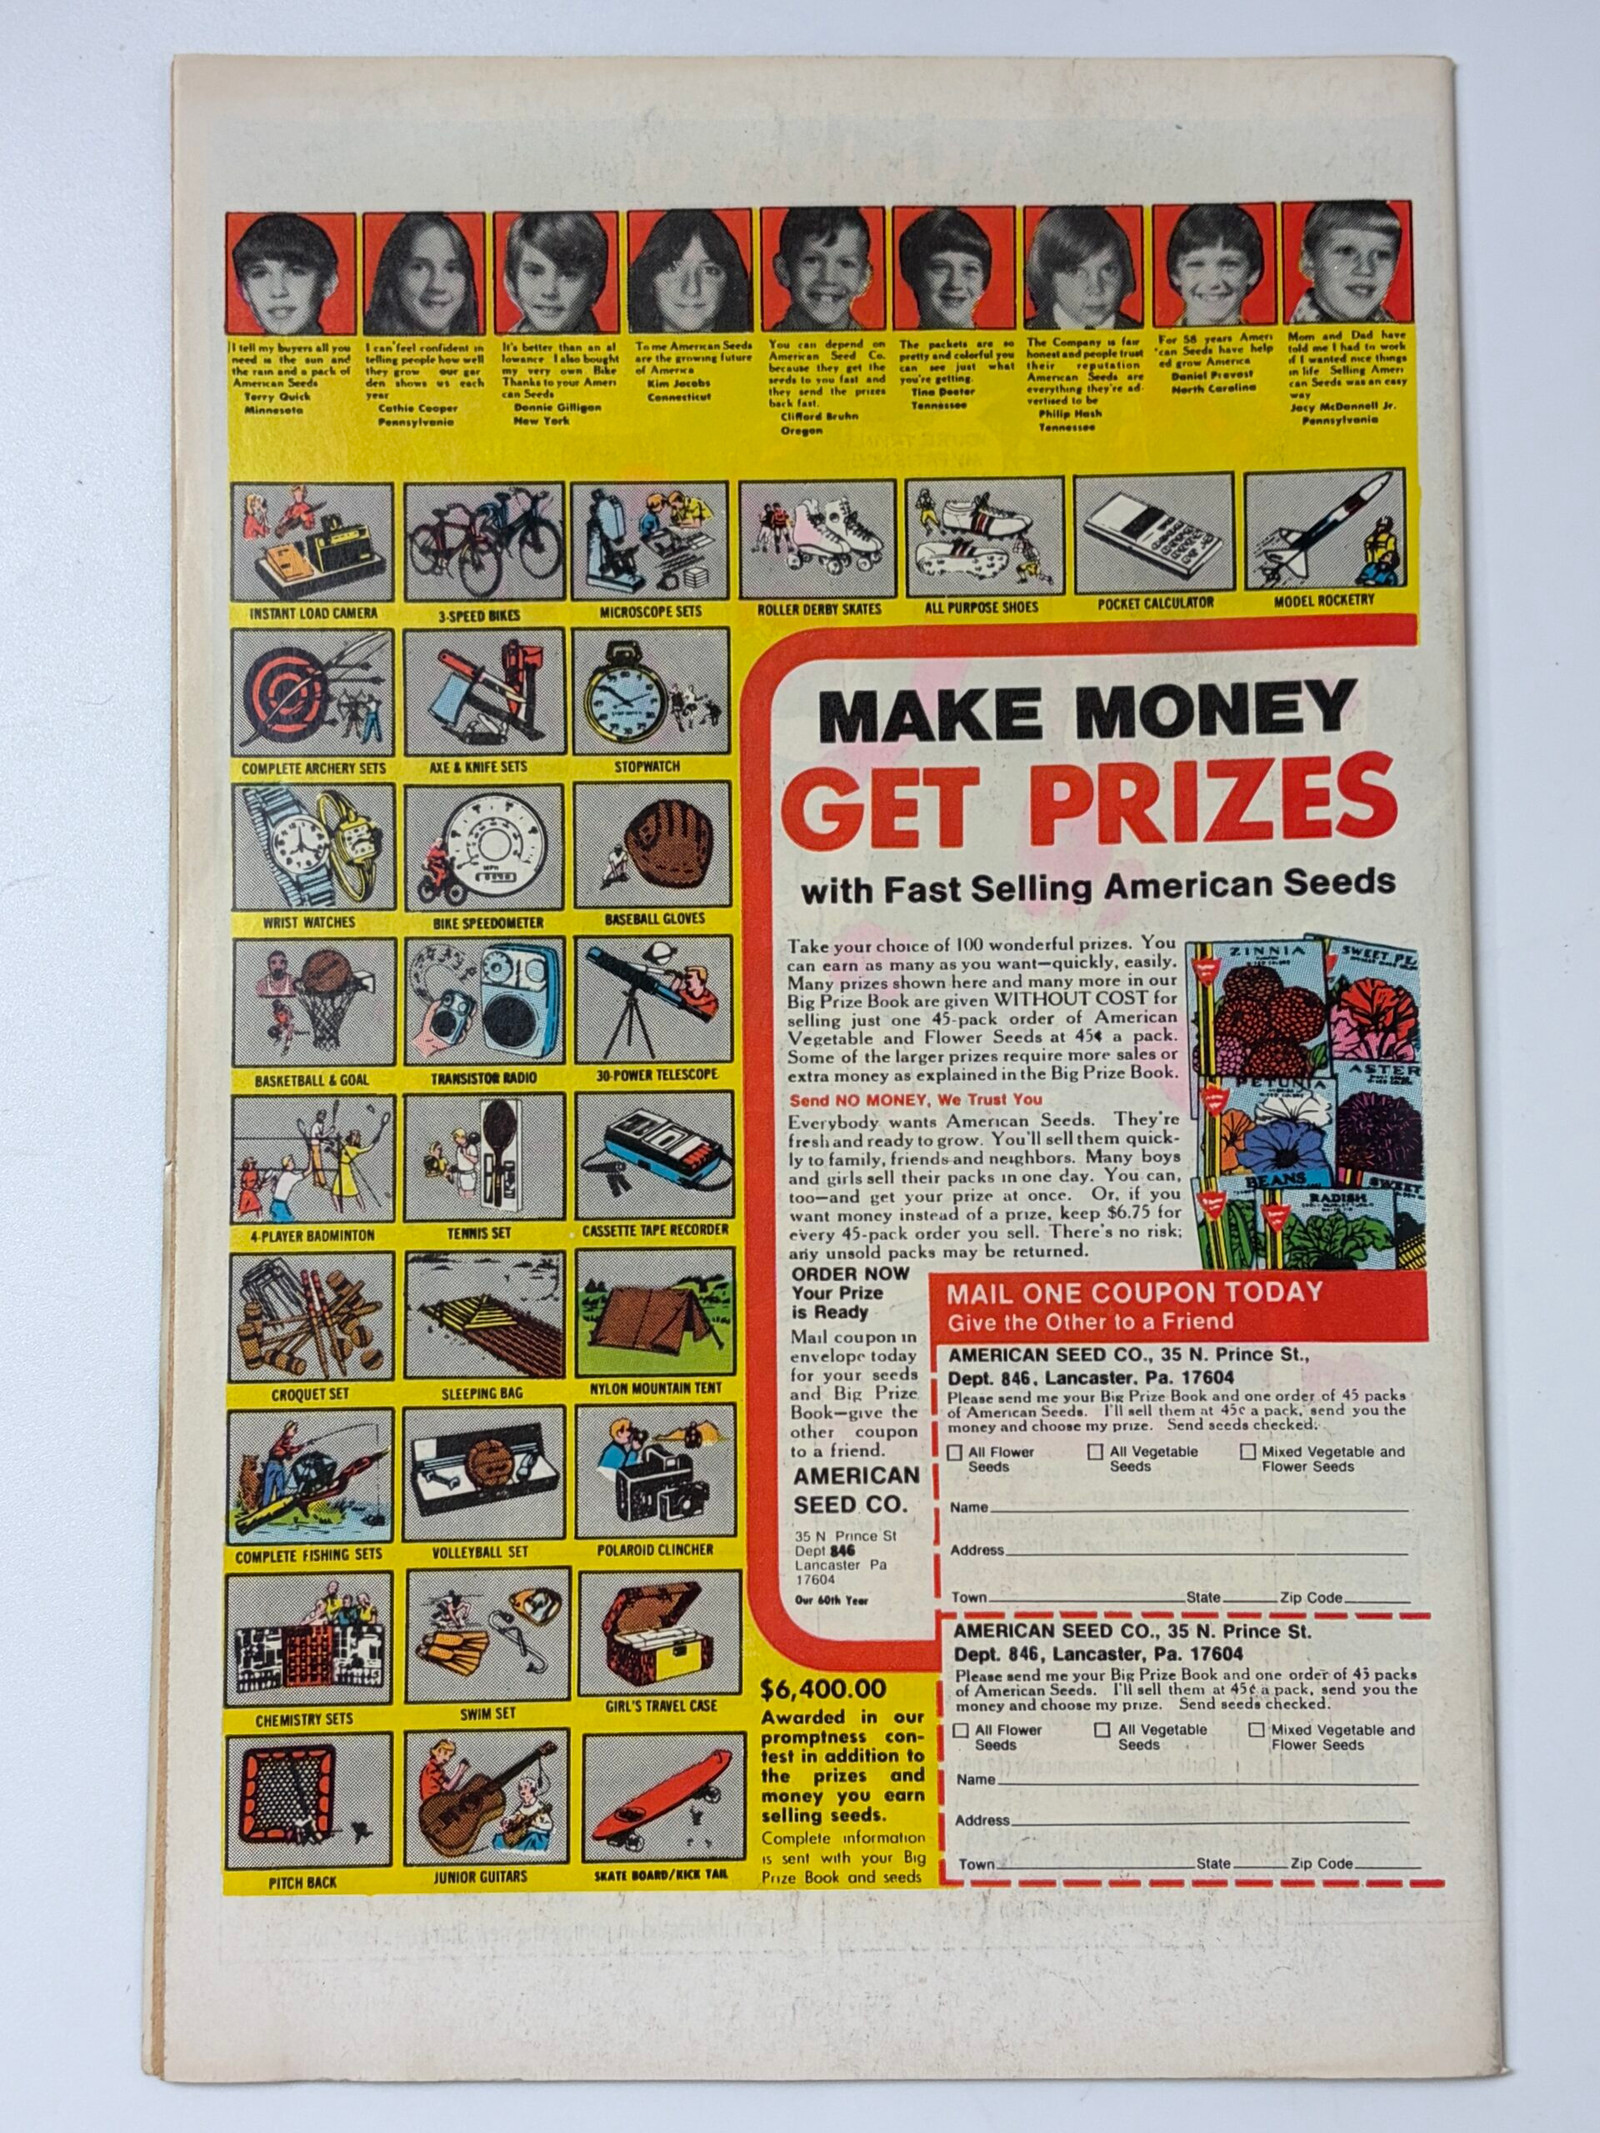 I tell my buyers all you
need is the sun and
the rain and a pack of
American Seeds
Terry Quick
Minnesota
I can feel confident in
telling people how well
they grow our gar
den shows us each
year
Cathie Cooper
Pennsylvania
It's better than an al
lowance I also bought
my very own Bike
Thanks to your Ameri
can Seeds
Donnie Gilligan
New York
To me American Seeds
are the growing future
of America
Kim Jacobs
Connecticut
You can depend on
American Seed Co.
because they get the
seeds to you fast and
they send the prizes
back fast.
Clifford Bruhn
Oregon
The packets are so
pretty and colorful you
can see just what
you're getting.
Tina Deeter
Tennessee
The Company is fair
honest and people trust
their reputation
American Seeds are
everything they're ad-
vertised to be
Philip Hash
Tennessee
For 58 years Ameri
can Seeds have help
ed grow America
Daniel Prevost
North Carolina
Mom and Dad have
told me I had to work
if I wanted nice things
in life Selling Ameri
can Seeds was an easy
way
Jacy McDannell Jr.
Pennsylvania
INSTANT LOAD CAMERA
3-SPEED BIKES
MICROSCOPE SETS
ROLLER DERBY SKATES
ALL PURPOSE SHOES
POCKET CALCULATOR
MODEL ROCKETRY
COMPLETE ARCHERY SETS
AXE & KNIFE SETS
STOPWATCH
WRIST WATCHES
BIKE SPEEDOMETER
BASEBALL GLOVES
BASKETBALL & GOAL
TRANSISTOR RADIO
30-POWER TELESCOPE
4-PLAYER BADMINTON
TENNIS SET
CASSETTE TAPE RECORDER
CROQUET SET
SLEEPING BAG
NYLON MOUNTAIN TENT
COMPLETE FISHING SETS
VOLLEYBALL SET
POLAROID CLINCHER
CHEMISTRY SETS
SWIM SET
GIRL'S TRAVEL CASE
PITCH BACK
JUNIOR GUITARS
SKATE BOARD/KICK TAIL
MAKE MONEY
GET PRIZES
with Fast Selling American Seeds
Take your choice of 100 wonderful prizes. You
can earn as many as you want—quickly, easily.
Many prizes shown here and many more in our
Big Prize Book are given WITHOUT COST for
selling just one 45-pack order of American
Vegetable and Flower Seeds at 45¢ a pack.
Some of the larger prizes require more sales or
extra money as explained in the Big Prize Book.
Send NO MONEY, We Trust You
Everybody wants American Seeds. They're
fresh and ready to grow. You'll sell them quick-
ly to family, friends and neighbors. Many boys
and girls sell their packs in one day. You can,
too—and get your prize at once. Or, if you
want money instead of a prize, keep $6.75 for
every 45-pack order you sell. There's no risk;
any unsold packs may be returned.
ZINNIA
SWEET PE
ASTER
PETUNIA
BEANS
RADISH
SWEET
ORDER NOW
Your Prize
is Ready
Mail coupon in
envelope today
for your seeds
and Big Prize
Book—give the
other coupon
to a friend.
AMERICAN
SEED CO.
35 N Prince St
Dept 846
Lancaster Pa
17604
Our 60th Year
MAIL ONE COUPON TODAY
Give the Other to a Friend
AMERICAN SEED CO., 35 N. Prince St.,
Dept. 846, Lancaster, Pa. 17604
Please send me your Big Prize Book and one order of 45 packs
of American Seeds. I'll sell them at 45¢ a pack, send you the
money and choose my prize. Send seeds checked.
All Flower Seeds
All Vegetable Seeds
Mixed Vegetable and Flower Seeds
Name
Address
Town State Zip Code
AMERICAN SEED CO., 35 N. Prince St.
Dept. 846, Lancaster, Pa. 17604
Please send me your Big Prize Book and one order of 45 packs
of American Seeds. I'll sell them at 45¢ a pack, send you the
money and choose my prize. Send seeds checked.
All Flower Seeds
All Vegetable Seeds
Mixed Vegetable and Flower Seeds
Name
Address
Town State Zip Code
$6,400.00
Awarded in our
promptness con-
test in addition to
the prizes and
money you earn
selling seeds.
Complete information
is sent with your Big
Prize Book and seeds